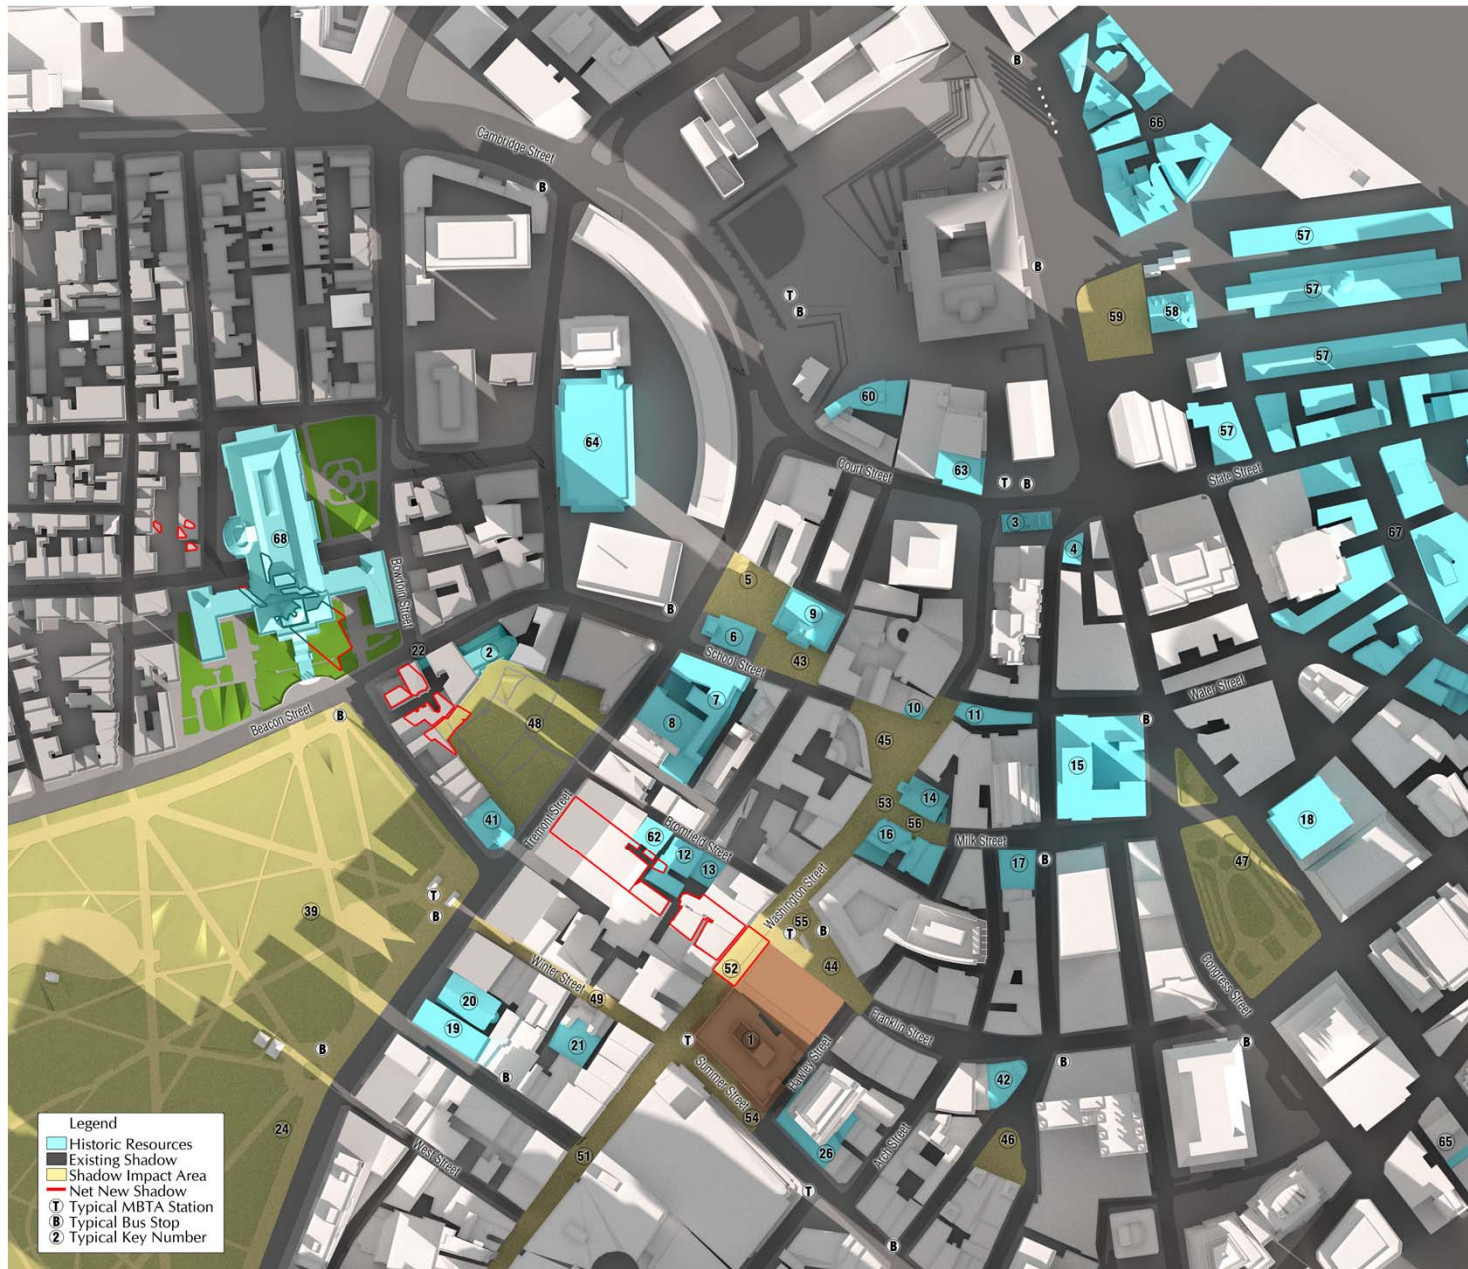 B
66
Cambridge Street
B
57
B
T
B
57
59
58
57
60
64
57
Court Street
63
State Street
T
B
3
67
4
68
5
Bowdoin Street
9
B
6
43
School Street
22
2
7
Water Street
10
11
Beacon Street
B
48
8
B
45
15
47
53
14
Tremont Street
41
62
Bromfield Street
56
16
Milk Street
18
12
13
17
B
T
39
B
Washington Street
55
T
B
52
44
Winter Street
Congress Street
20
49
19
Franklin Street
1
B
21
T
B
Hawley Street
B
B
Summer Street
42
54
24
51
West Street
26
Arch Street
46
65
T
B
Legend
Historic Resources
Existing Shadow
Shadow Impact Area
Net New Shadow
T Typical MBTA Station
B Typical Bus Stop
2 Typical Key Number